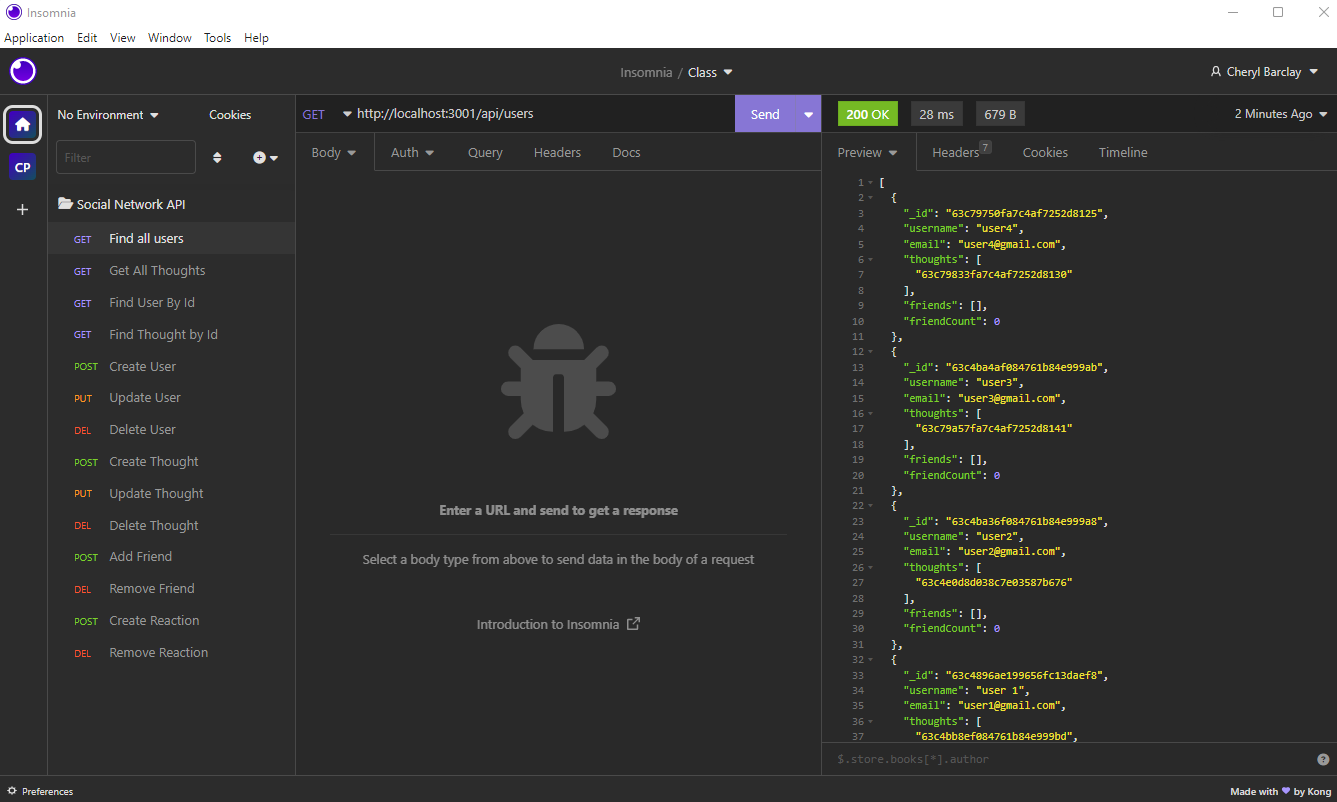 Insomnia
Application Edit View Window Tools Help
Insomnia / Class
Cheryl Barclay
No Environment
Cookies
Filter
CP
Social Network API
GET Find all users
GET Get All Thoughts
GET Find User By Id
GET Find Thought by Id
POST Create User
PUT Update User
DEL Delete User
POST Create Thought
PUT Update Thought
DEL Delete Thought
POST Add Friend
DEL Remove Friend
POST Create Reaction
DEL Remove Reaction
GET http://localhost:3001/api/users
Send
Body Auth Query Headers Docs
Enter a URL and send to get a response
Select a body type from above to send data in the body of a request
Introduction to Insomnia
200 OK 28 ms 679 B
2 Minutes Ago
Preview Headers 7 Cookies Timeline
1 [
2 {
3 "_id": "63c79750fa7c4af7252d8125",
4 "username": "user4",
5 "email": "user4@gmail.com",
6 "thoughts": [
7 "63c79833fa7c4af7252d8130"
8 ],
9 "friends": [],
10 "friendCount": 0
11 },
12 {
13 "_id": "63c4ba4af084761b84e999ab",
14 "username": "user3",
15 "email": "user3@gmail.com",
16 "thoughts": [
17 "63c79a57fa7c4af7252d8141"
18 ],
19 "friends": [],
20 "friendCount": 0
21 },
22 {
23 "_id": "63c4ba36f084761b84e999a8",
24 "username": "user2",
25 "email": "user2@gmail.com",
26 "thoughts": [
27 "63c4e0d8d038c7e03587b676"
28 ],
29 "friends": [],
30 "friendCount": 0
31 },
32 {
33 "_id": "63c4896ae199656fc13daef8",
34 "username": "user 1",
35 "email": "user1@gmail.com",
36 "thoughts": [
37 "63c4bb8ef084761b84e999bd",
$.store.books[*].author
Preferences
Made with ♥ by Kong